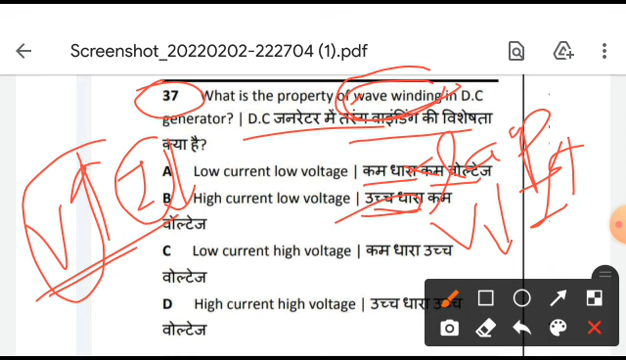 Screenshot_20220202-222704 (1).pdf
37 What is the property of wave winding in D.C
generator? | D.C जनरेटर में तरंग वाइंडिंग की विशेषता
क्या है?
A Low current low voltage | कम धारा कम वोल्टेज
B High current low voltage | उच्च धारा कम
वॉल्टेज
C Low current high voltage | कम धारा उच्च
वोल्टेज
D High current high voltage | उच्च धारा उच्च
वोल्टेज